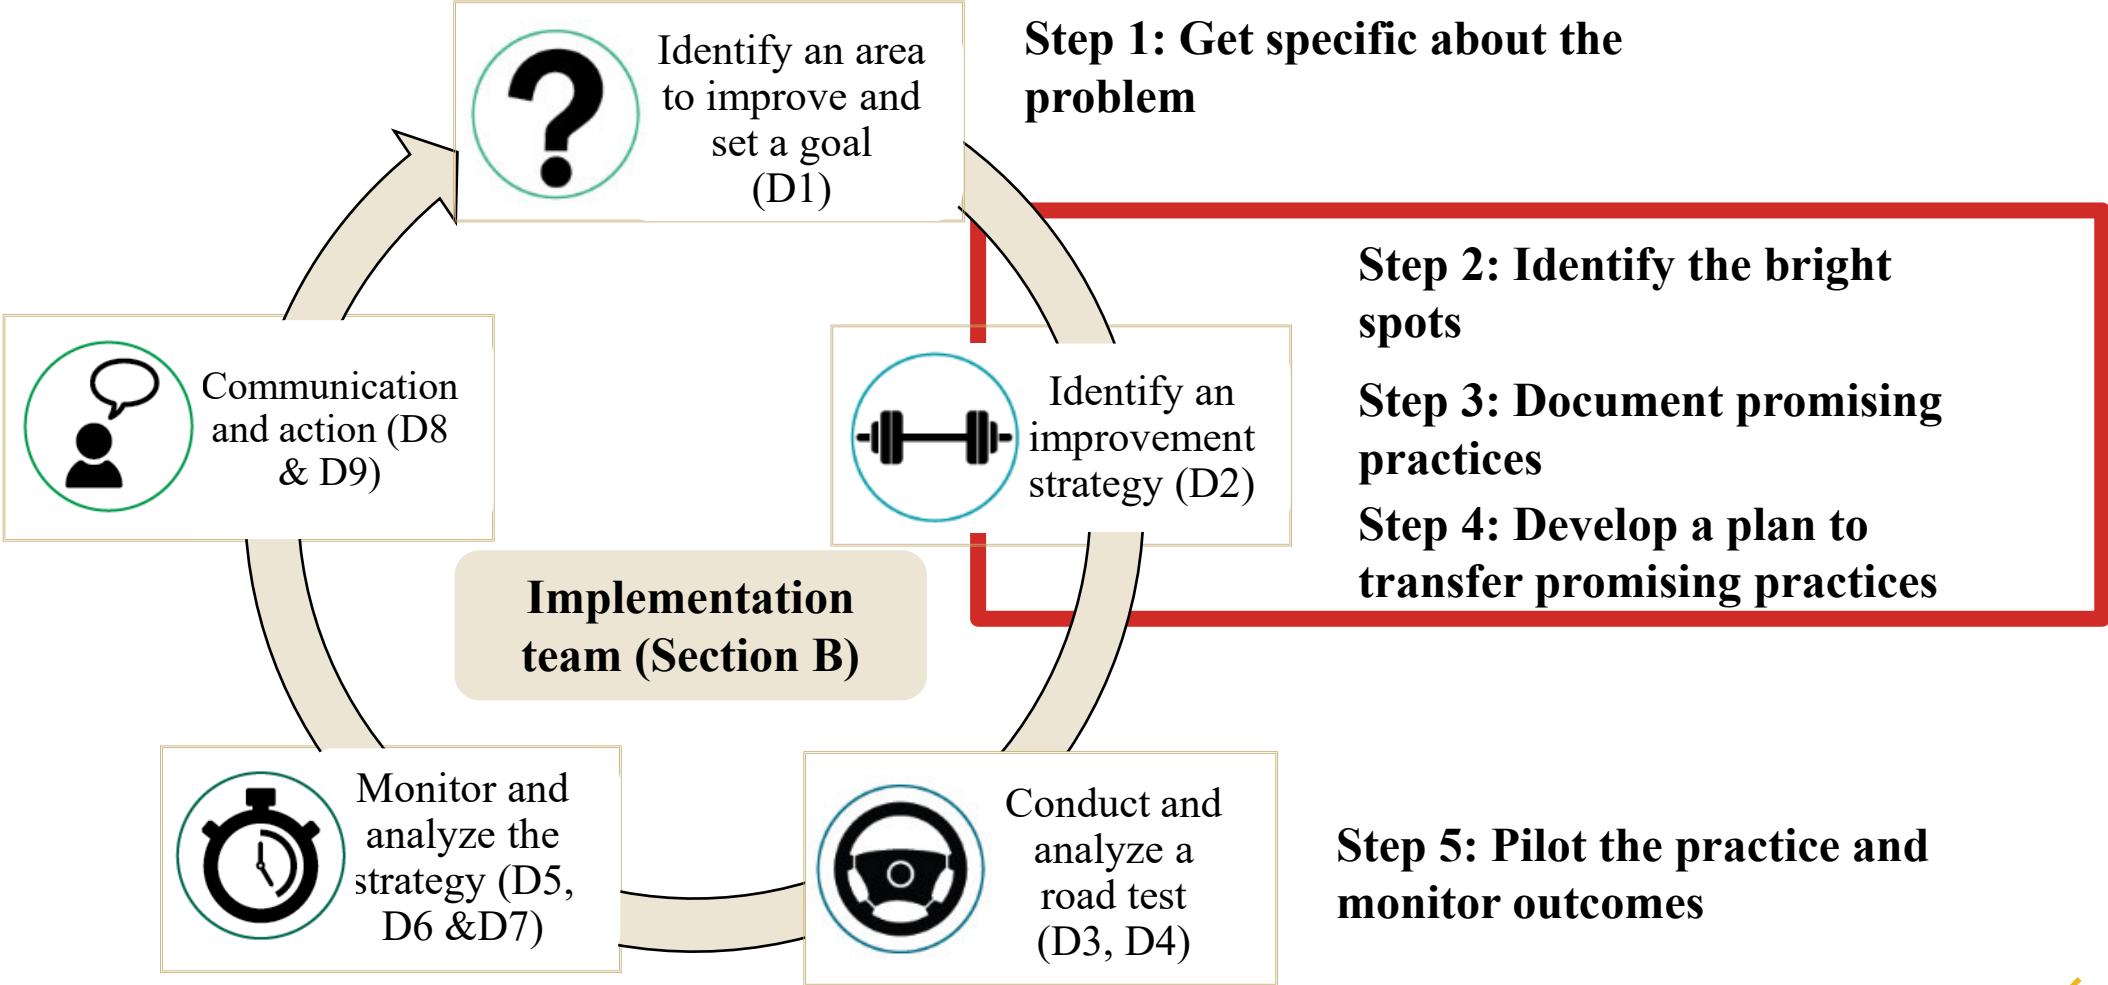 Identify an area
to improve and
set a goal
(D1)
Step 1: Get specific about the
problem
Step 2: Identify the bright
spots
Step 3: Document promising
practices
Step 4: Develop a plan to
transfer promising practices
Identify an
improvement
strategy (D2)
Communication
and action (D8
& D9)
Implementation
team (Section B)
Conduct and
analyze a
road test
(D3, D4)
Step 5: Pilot the practice and
monitor outcomes
Monitor and
analyze the
strategy (D5,
D6 &D7)